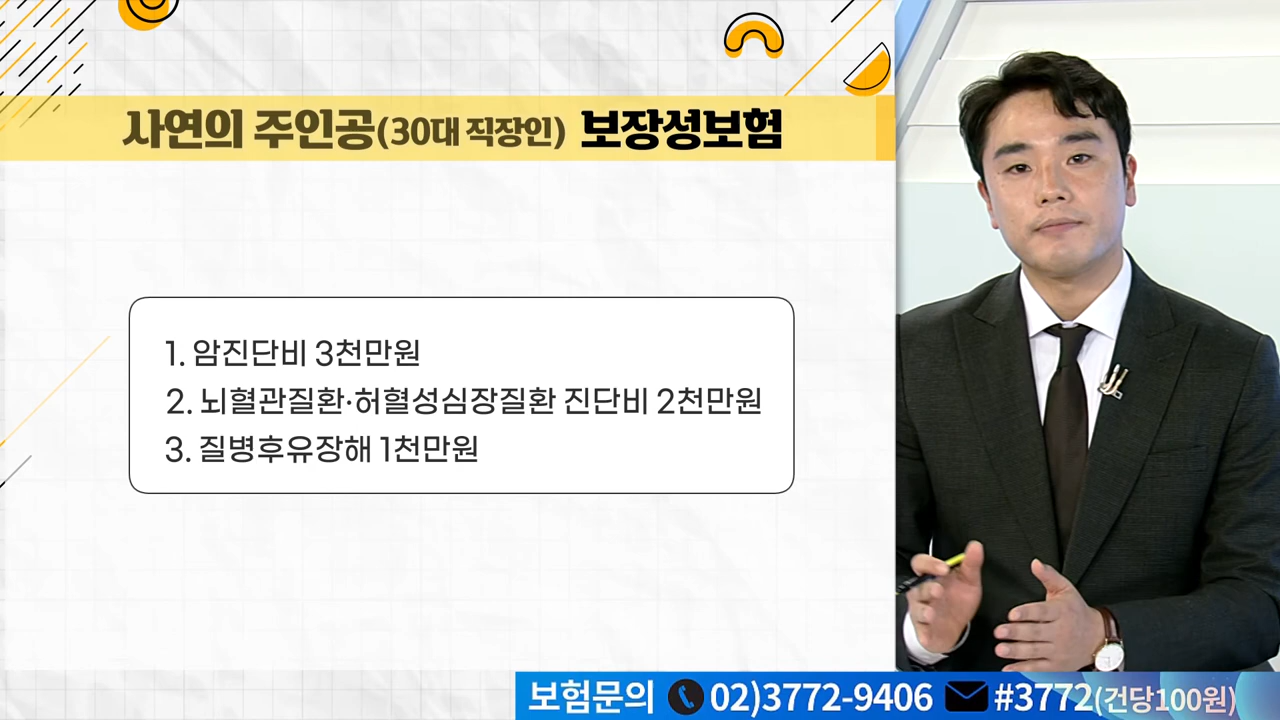 사연의 주인공(30대 직장인) 보장성보험
1. 암진단비 3천만원
2. 뇌혈관질환·허혈성심장질환 진단비 2천만원
3. 질병후유장해 1천만원
보험문의 02)3772-9406 #3772(건당100원)